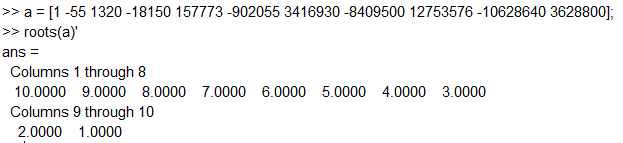 >> a = [1 -55 1320 -18150 157773 -902055 3416930 -8409500 12753576 -10628640 3628800];
>> roots(a)'
ans =
Columns 1 through 8
10.0000 9.0000 8.0000 7.0000 6.0000 5.0000 4.0000 3.0000
Columns 9 through 10
2.0000 1.0000